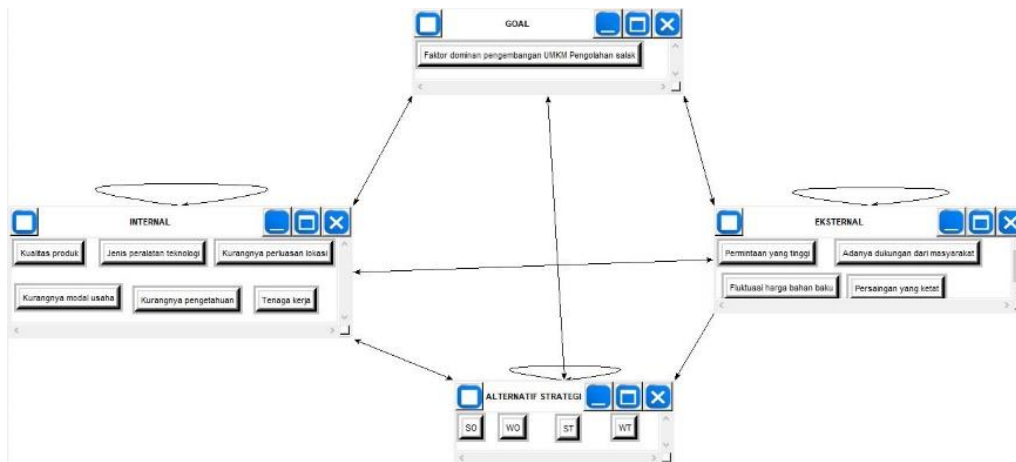 GOAL
Faktor dominan pengembangan UMKM Pengolahan salak
INTERNAL
Kualitas produk
Jenis peralatan teknologi
Kurangnya perluasan lokasi
Kurangnya modal usaha
Kurangnya pengetahuan
Tenaga kerja
EKSTERNAL
Permintaan yang tinggi
Adanya dukungan dari masyarakat
Fluktuasi harga bahan baku
Persaingan yang ketat
ALTERNATIF STRATEGI
SO
WO
ST
WT